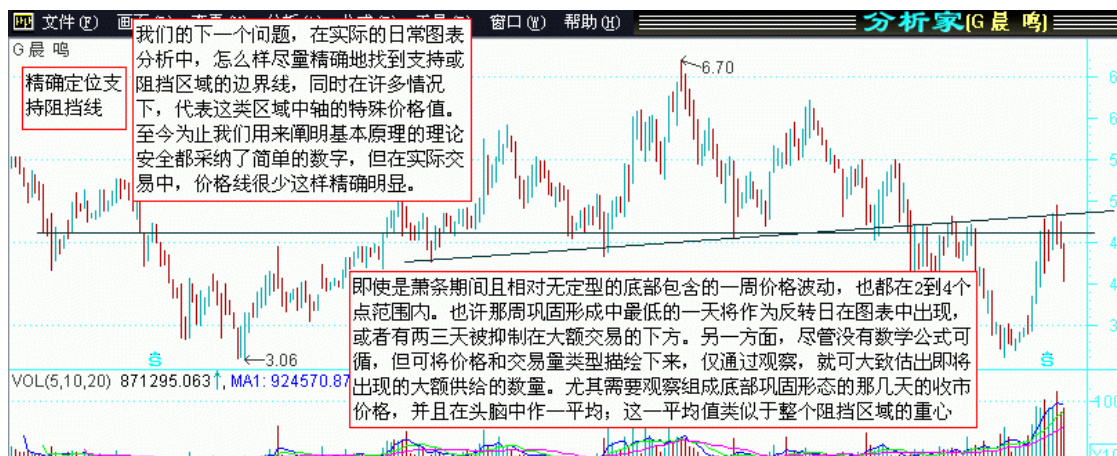 文件(F) 画面 窗口(W) 帮助(H) 分析家[G 晨 鸣]
G 晨 鸣
精确定位支
持阻挡线
我们的下一个问题，在实际的日常图表
分析中，怎么样尽量精确地找到支持或
阻挡区域的边界线，同时在许多情况
下，代表这类区域中轴的特殊价格值。
至今为止我们用来阐明基本原理的理论
安全都采纳了简单的数字，但在实际交
易中，价格线很少这样精确明显。
6.70
即使是萧条期间且相对无定型的底部包含的一周价格波动，也都在2到4个
点范围内。也许那周巩固形成中最低的一天将作为反转日在图表中出现，
或者有两三天被抑制在大额交易的下方。另一方面，尽管没有数学公式可
循，但可将价格和交易量类型描绘下来，仅通过观察，就可大致估出即将
出现的大额供给的数量。尤其需要观察组成底部巩固形态的那几天的收市
价格，并且在头脑中作一平均；这一平均值类似于整个阻挡区域的重心
3.06
VOL(5,10,20) 871295.063↑, MA1: 924570.87